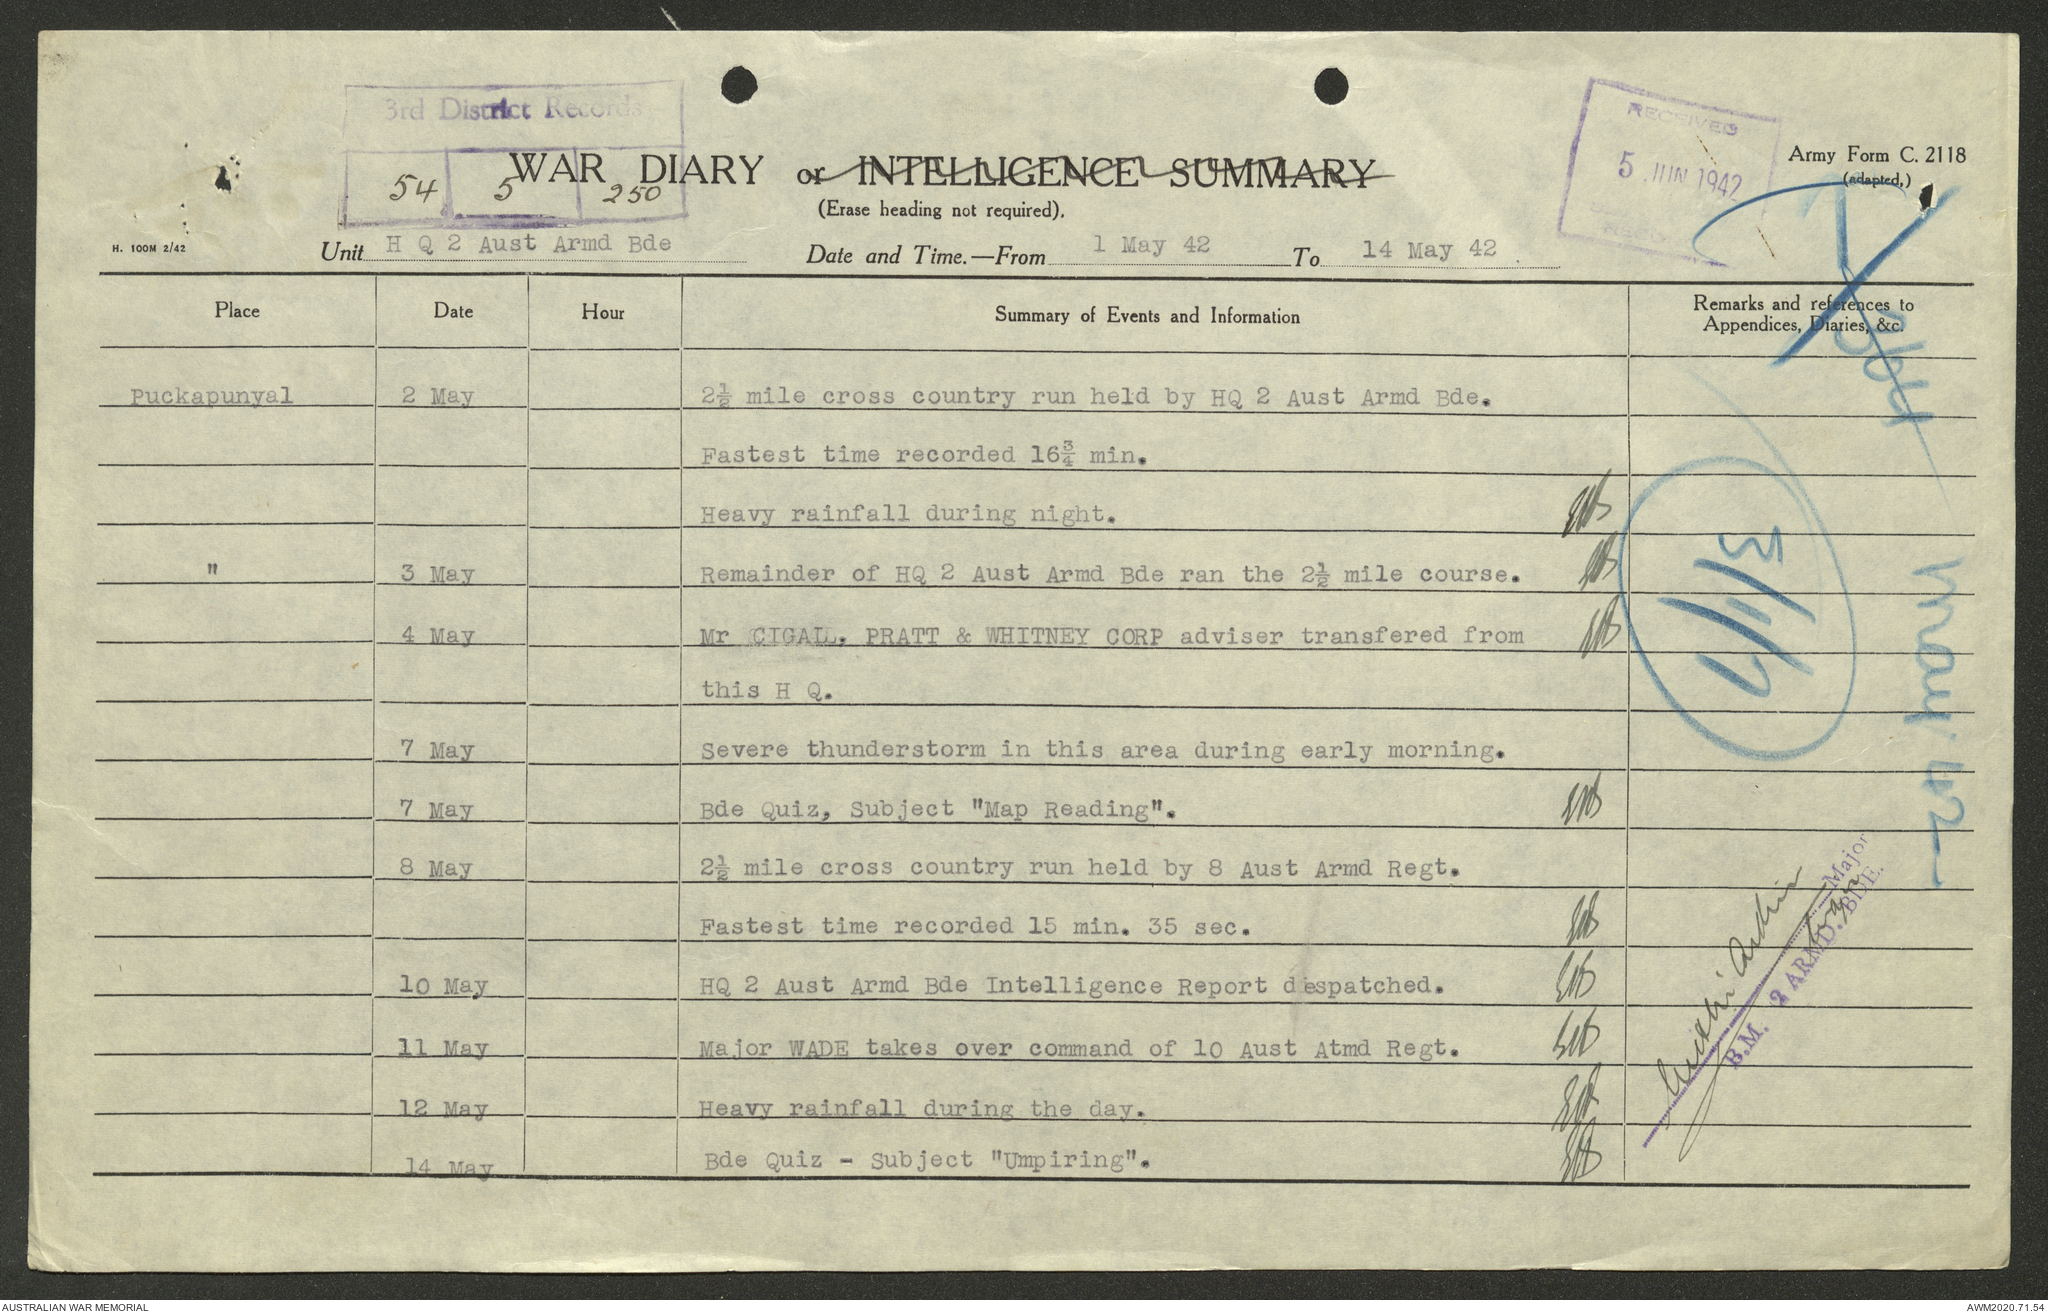 3rd District Records
54 5 250
WAR DIARY or INTELLIGENCE SUMMARY
(Erase heading not required).
RECEIVED
5 JUN 1942
Army Form C. 2118
(adapted,)
H. 100M 2/42
Unit H Q 2 Aust Armd Bde Date and Time.—From 1 May 42 To 14 May 42
Place Date Hour Summary of Events and Information Remarks and references to
Appendices, Diaries, &c.
Puckapunyal 2 May 2½ mile cross country run held by HQ 2 Aust Armd Bde.
Fastest time recorded 16¾ min.
Heavy rainfall during night.
" 3 May Remainder of HQ 2 Aust Armd Bde ran the 2½ mile course.
4 May Mr CIGAIL, PRATT & WHITNEY CORP adviser transfered from
this H Q.
7 May Severe thunderstorm in this area during early morning.
7 May Bde Quiz, Subject "Map Reading".
8 May 2½ mile cross country run held by 8 Aust Armd Regt.
Fastest time recorded 15 min. 35 sec.
10 May HQ 2 Aust Armd Bde Intelligence Report despatched.
11 May Major WADE takes over command of 10 Aust Atmd Regt.
12 May Heavy rainfall during the day.
14 May Bde Quiz - Subject "Umpiring".
May 42
Major
B.M. 2 ARMD. BDE.
AUSTRALIAN WAR MEMORIAL
AWM2020.71.54